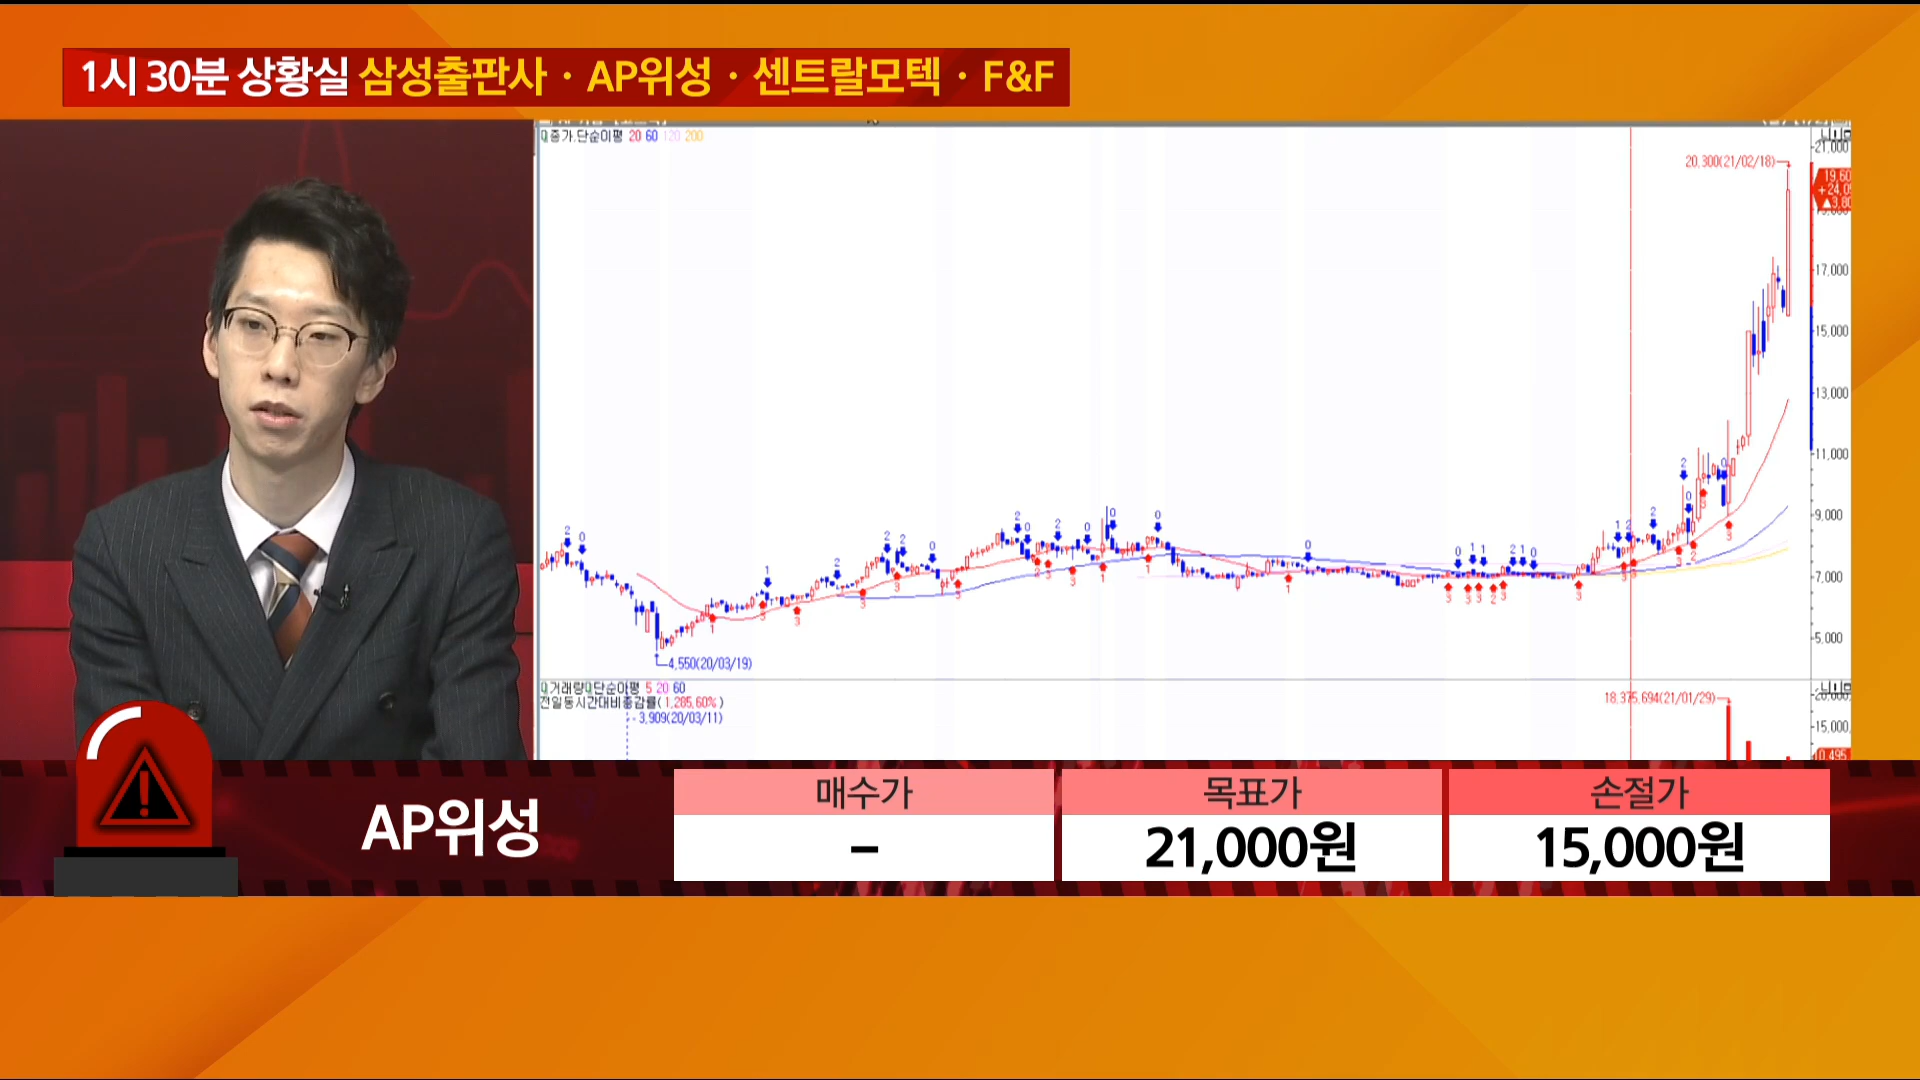 1시 30분 상황실 삼성출판사 · AP위성 · 센트랄모텍 · F&F
종가.단순이평 20 60 120 200
20,300(21/02/18)
21,000
17,000
15,000
13,000
11,000
9,000
7,000
5,000
4,550(20/03/19)
거래량 단순이평 5 20 60
전일동시간대비증감률( 1,285,60% )
3,909(20/03/11)
18,375,694(21/01/29)
15,000
AP위성
매수가
–
목표가
21,000원
손절가
15,000원